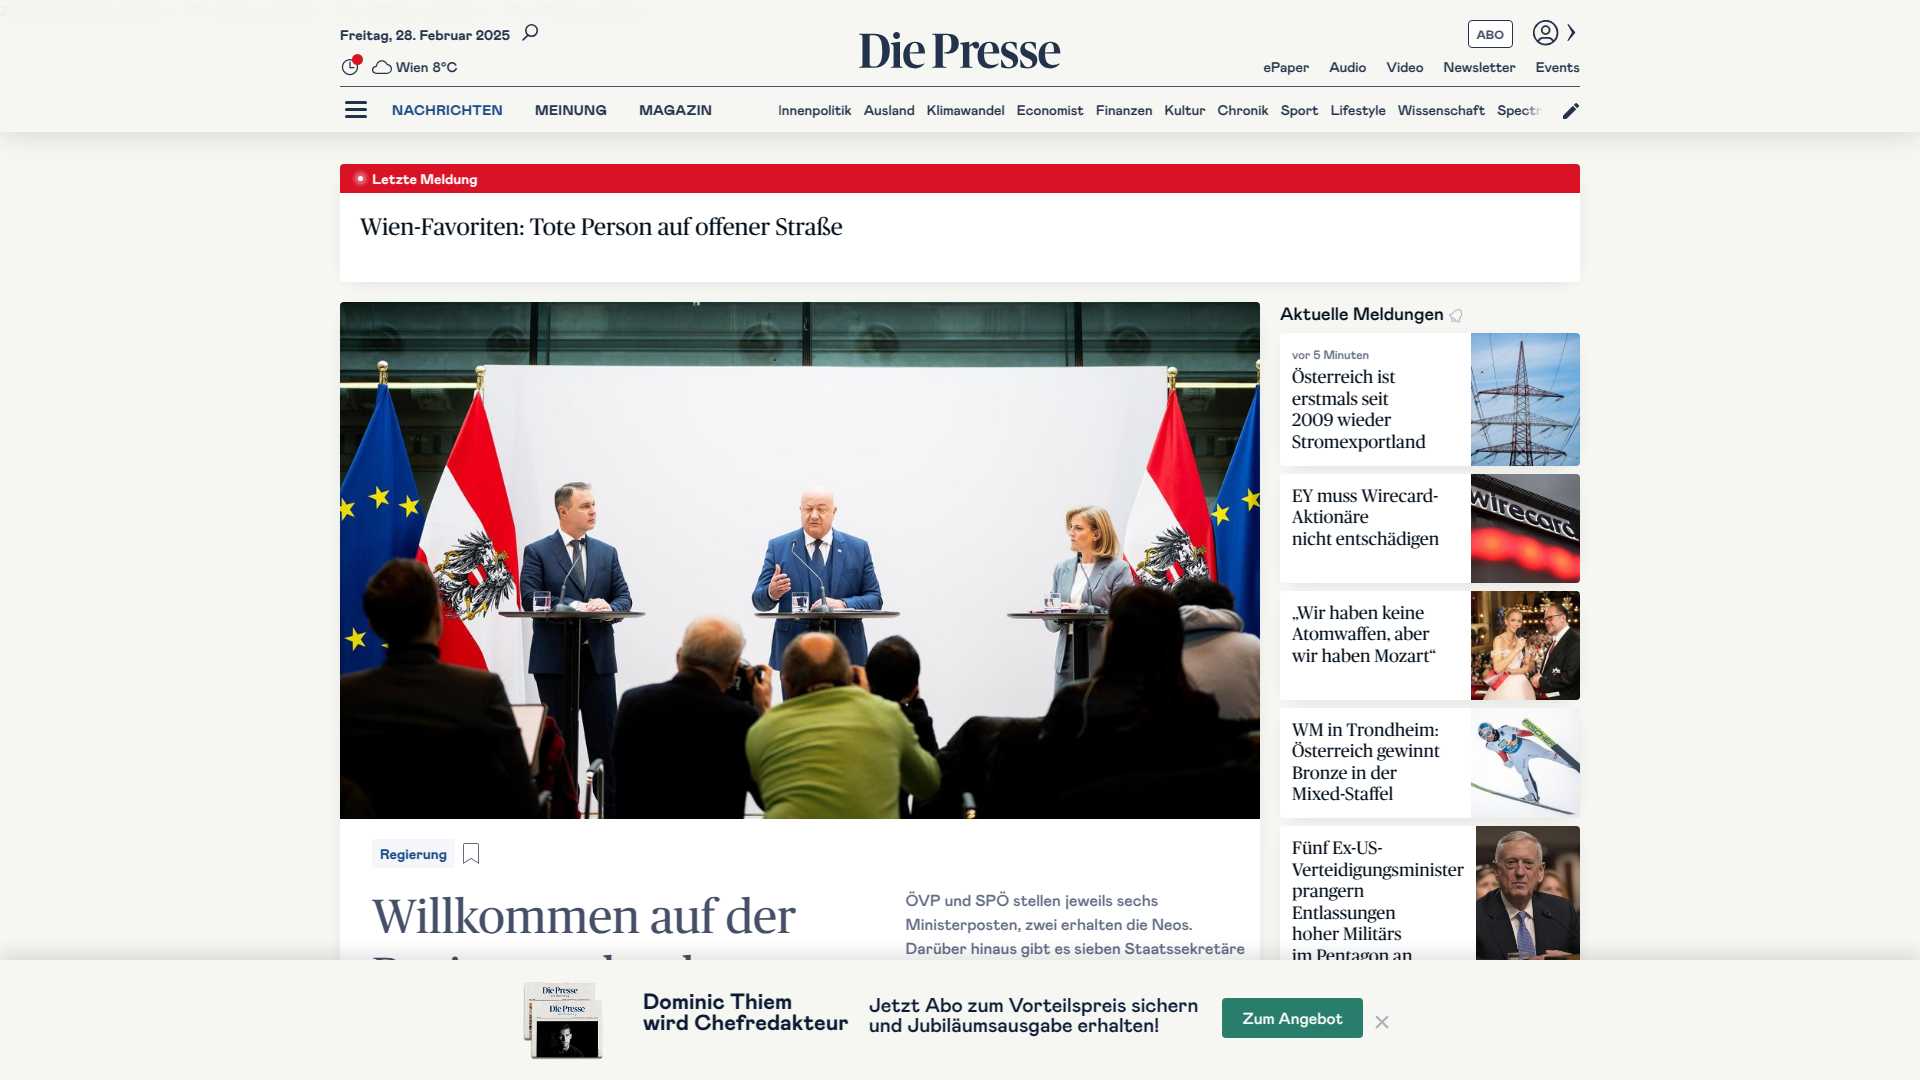 Freitag, 28. Februar 2025
Die Presse
ABO
Wien 8°C
ePaper Audio Video Newsletter Events
NACHRICHTEN MEINUNG MAGAZIN Innenpolitik Ausland Klimawandel Economist Finanzen Kultur Chronik Sport Lifestyle Wissenschaft Spectr
Letzte Meldung
Wien-Favoriten: Tote Person auf offener Straße
Aktuelle Meldungen
vor 5 Minuten
Österreich ist
erstmals seit
2009 wieder
Stromexportland
EY muss Wirecard-
Aktionäre
nicht entschädigen
wirecard
„Wir haben keine
Atomwaffen, aber
wir haben Mozart“
WM in Trondheim:
Österreich gewinnt
Bronze in der
Mixed-Staffel
FISCHER
Fünf Ex-US-
Verteidigungsminister
prangern
Entlassungen
hoher Militärs
im Pentagon an
Regierung
Willkommen auf der
ÖVP und SPÖ stellen jeweils sechs
Ministerposten, zwei erhalten die Neos.
Darüber hinaus gibt es sieben Staatssekretäre
Die Presse
Die Presse
Dominic Thiem
wird Chefredakteur
Jetzt Abo zum Vorteilspreis sichern
und Jubiläumsausgabe erhalten!
Zum Angebot